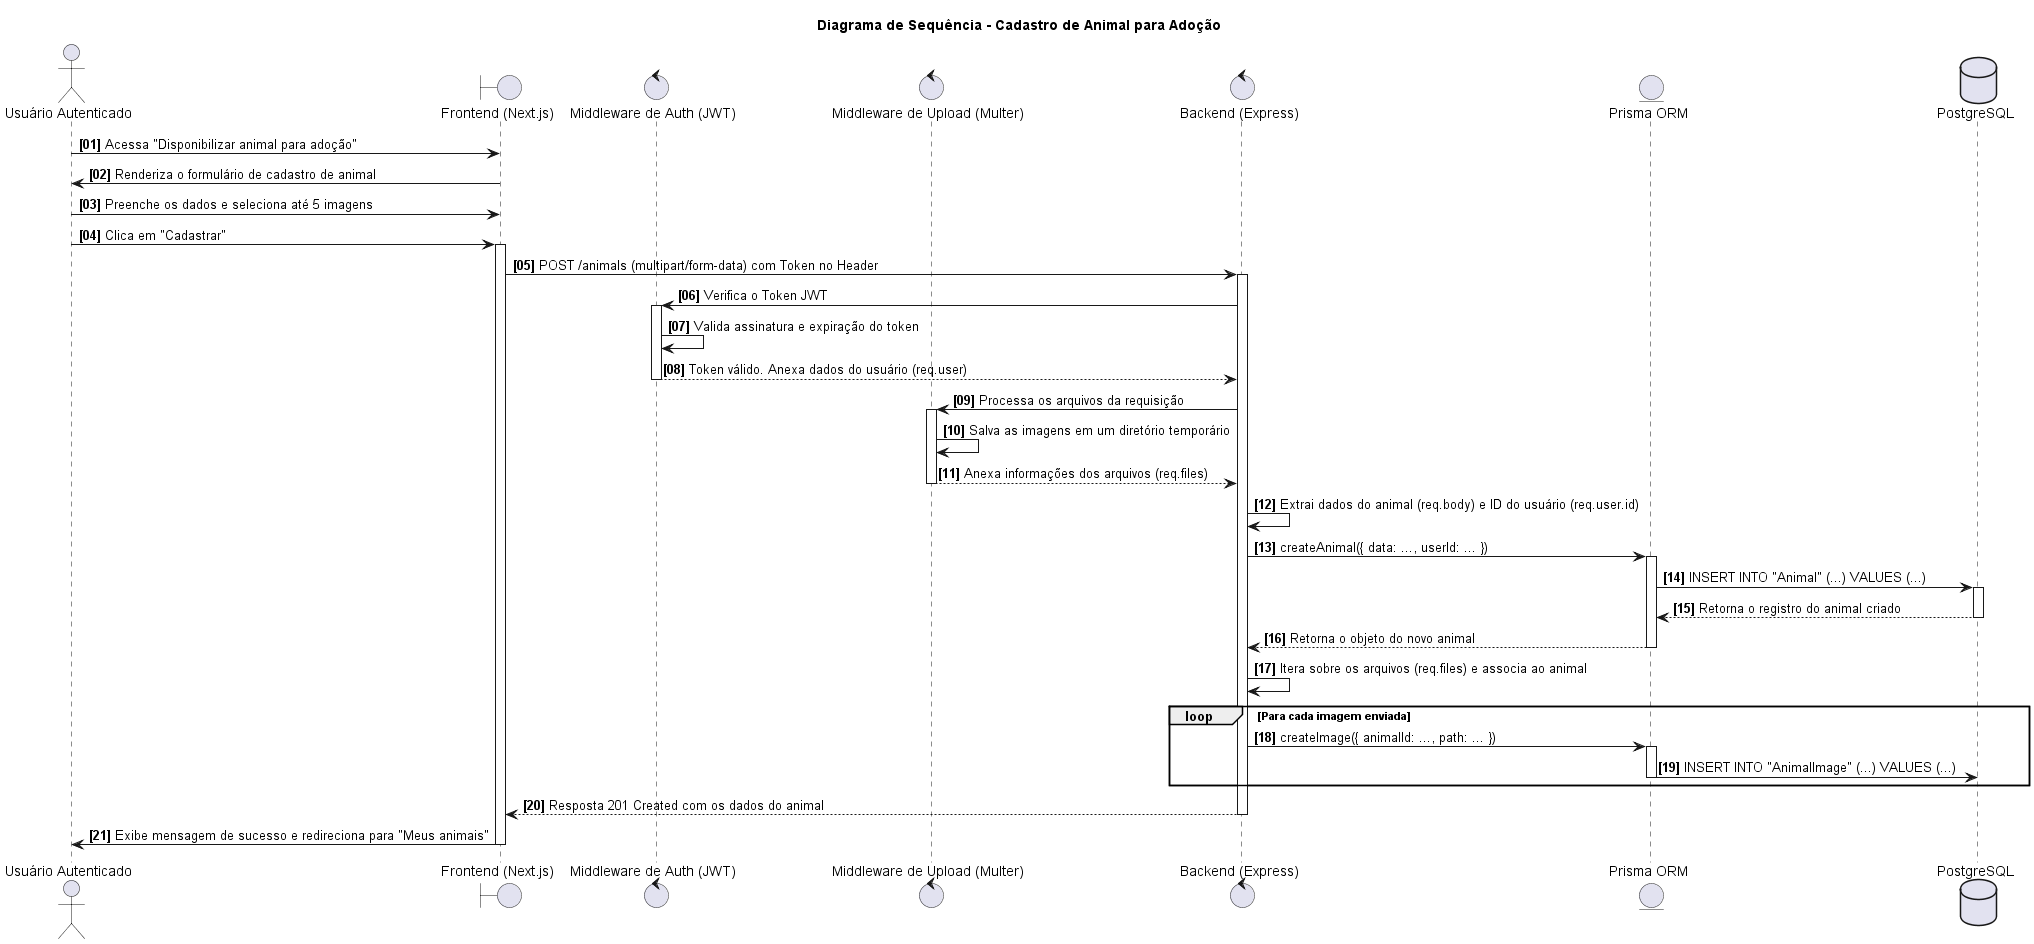 Diagrama de Sequência - Cadastro de Animal para Adoção
Usuário Autenticado
Frontend (Next.js)
Middleware de Auth (JWT)
Middleware de Upload (Multer)
Backend (Express)
Prisma ORM
PostgreSQL
[01] Acessa "Disponibilizar animal para adoção"
[02] Renderiza o formulário de cadastro de animal
[03] Preenche os dados e seleciona até 5 imagens
[04] Clica em "Cadastrar"
[05] POST /animals (multipart/form-data) com Token no Header
[06] Verifica o Token JWT
[07] Valida assinatura e expiração do token
[08] Token válido. Anexa dados do usuário (req.user)
[09] Processa os arquivos da requisição
[10] Salva as imagens em um diretório temporário
[11] Anexa informações dos arquivos (req.files)
[12] Extrai dados do animal (req.body) e ID do usuário (req.user.id)
[13] createAnimal({ data: ..., userId: ... })
[14] INSERT INTO "Animal" (...) VALUES (...)
[15] Retorna o registro do animal criado
[16] Retorna o objeto do novo animal
[17] Itera sobre os arquivos (req.files) e associa ao animal
loop [Para cada imagem enviada]
[18] createImage({ animalId: ..., path: ... })
[19] INSERT INTO "AnimalImage" (...) VALUES (...)
[20] Resposta 201 Created com os dados do animal
[21] Exibe mensagem de sucesso e redireciona para "Meus animais"
Usuário Autenticado
Frontend (Next.js)
Middleware de Auth (JWT)
Middleware de Upload (Multer)
Backend (Express)
Prisma ORM
PostgreSQL